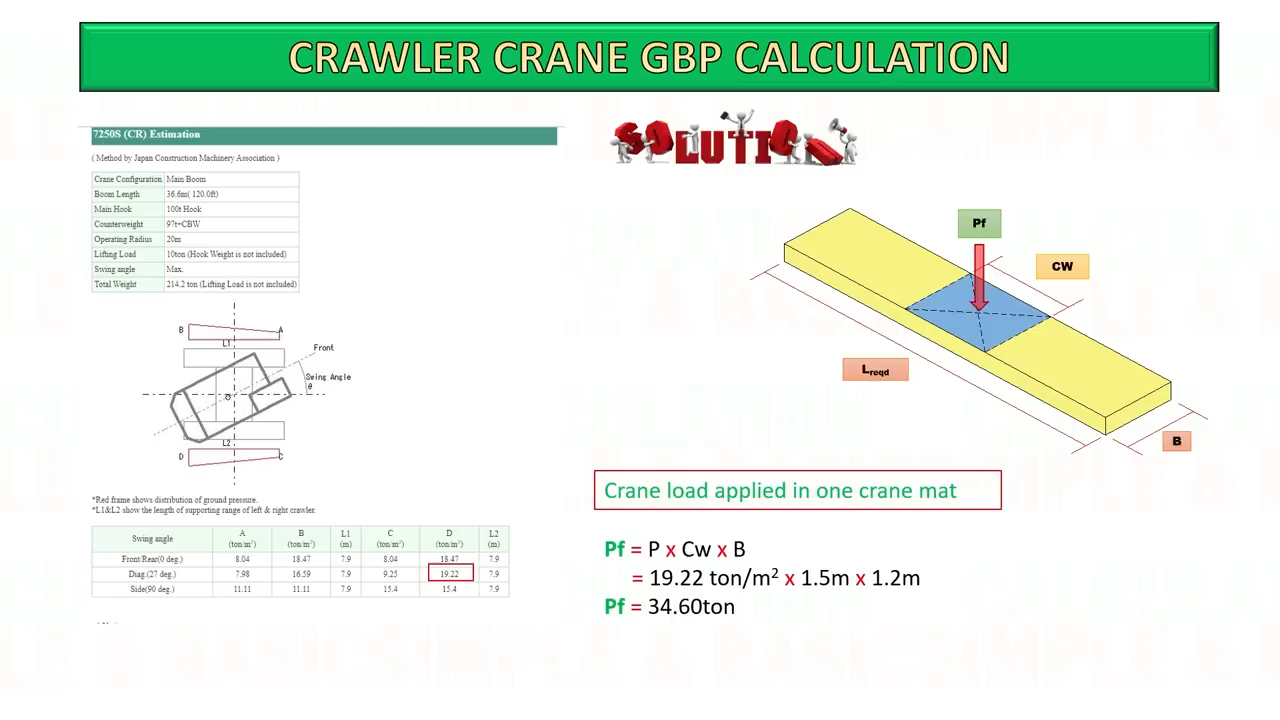 CRAWLER CRANE GBP CALCULATION
7250S (CR) Estimation
( Method by Japan Construction Machinery Association )
Crane Configuration Main Boom
Boom Length 36.6m( 120.0ft)
Main Hook 100t Hook
Counterweight 97t+CBW
Operating Radius 20m
Lifting Load 10ton (Hook Weight is not included)
Swing angle Max.
Total Weight 214.2 ton (Lifting Load is not included)
B A
L1
Front
Swing Angle
θ
O
L2
D C
*Red frame shows distribution of ground pressure.
*L1&L2 show the length of supporting range of left & right crawler.
Swing angle A (ton/m²) B (ton/m²) L1 (m) C (ton/m²) D (ton/m²) L2 (m)
Front/Rear(0 deg.) 8.04 18.47 7.9 8.04 18.47 7.9
Diag.(27 deg.) 7.98 16.59 7.9 9.25 19.22 7.9
Side(90 deg.) 11.11 11.11 7.9 15.4 15.4 7.9
SOLUTION
Pf
CW
Lreqd
B
Crane load applied in one crane mat
Pf = P x Cw x B
= 19.22 ton/m² x 1.5m x 1.2m
Pf = 34.60ton